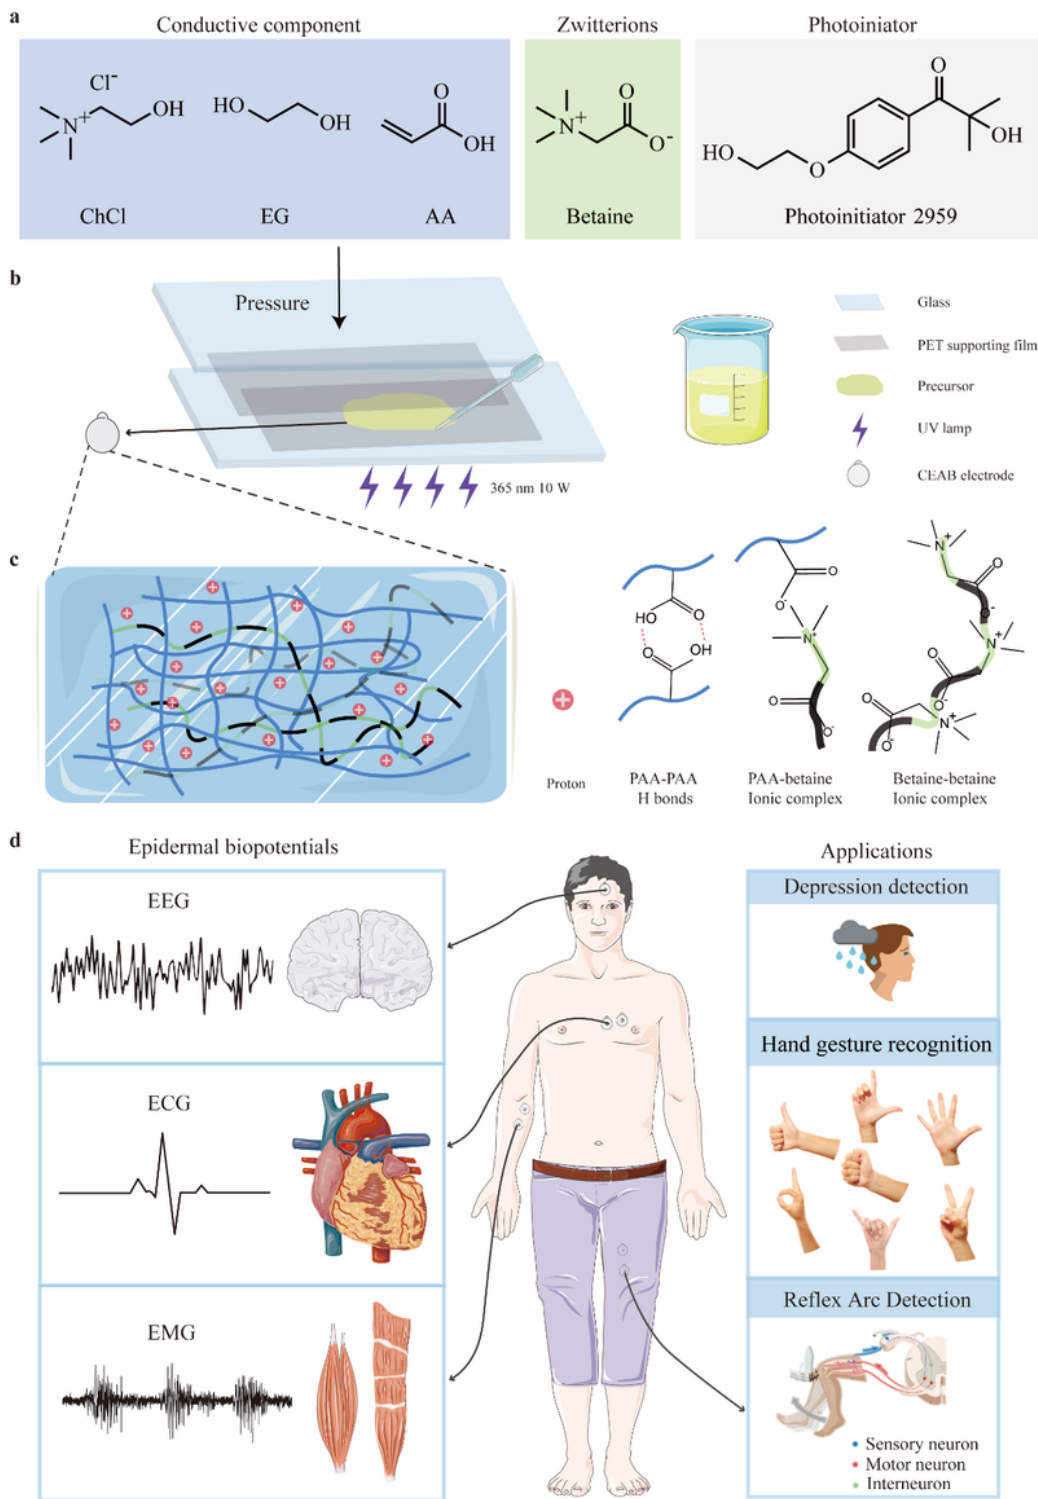 a
Conductive component
Zwitterions
Photoiniator
Cl-
N+
OH
HO
OH
O
OH
N+
O
O-
O
OH
HO
O
ChCl
EG
AA
Betaine
Photoinitiator 2959
b
Pressure
365 nm 10 W
Glass
PET supporting film
Precursor
UV lamp
CEAB electrode
c
HO
O
O
OH
O
O-
N+
O
O-
N+
O
O-
N+
O
O-
O
O-
N+
Proton
PAA-PAA
H bonds
PAA-betaine
Ionic complex
Betaine-betaine
Ionic complex
d
Epidermal biopotentials
Applications
EEG
ECG
EMG
Depression detection
Hand gesture recognition
Reflex Arc Detection
Sensory neuron
Motor neuron
Interneuron